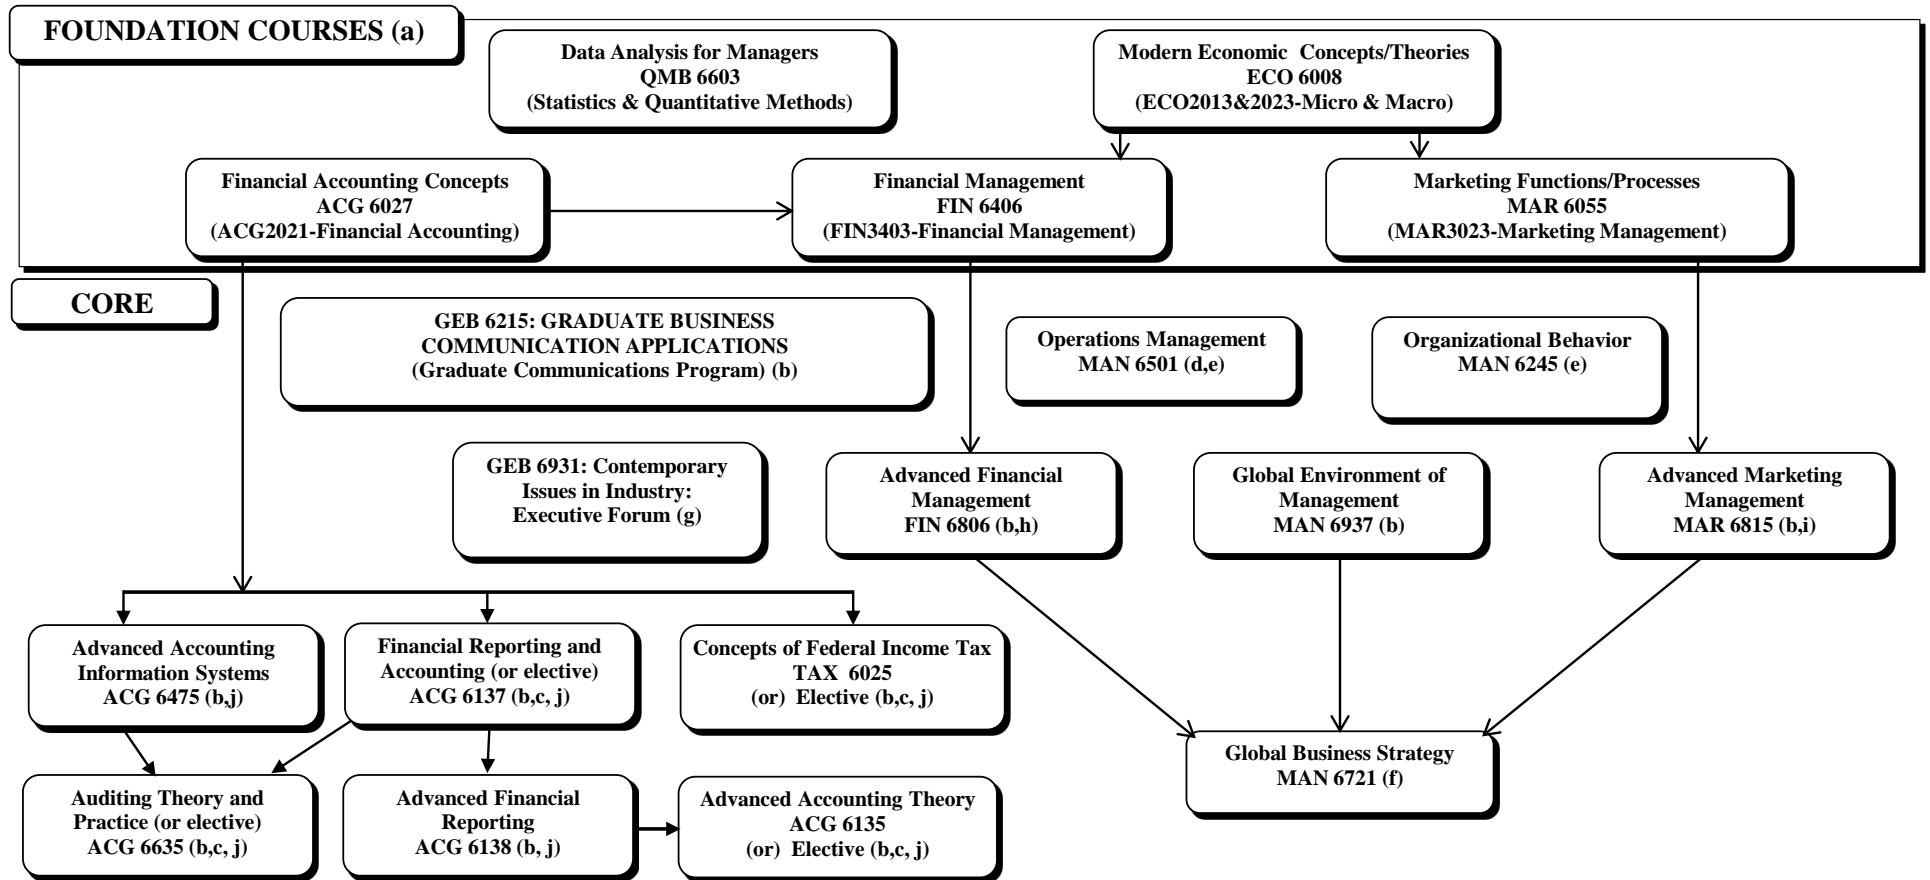 FOUNDATION COURSES (a)
Data Analysis for Managers
QMB 6603
(Statistics & Quantitative Methods)
Modern Economic Concepts/Theories
ECO 6008
(ECO2013&2023-Micro & Macro)
Financial Accounting Concepts
ACG 6027
(ACG2021-Financial Accounting)
Financial Management
FIN 6406
(FIN3403-Financial Management)
Marketing Functions/Processes
MAR 6055
(MAR3023-Marketing Management)
CORE
GEB 6215: GRADUATE BUSINESS
COMMUNICATION APPLICATIONS
(Graduate Communications Program) (b)
Operations Management
MAN 6501 (d,e)
Organizational Behavior
MAN 6245 (e)
GEB 6931: Contemporary
Issues in Industry:
Executive Forum (g)
Advanced Financial
Management
FIN 6806 (b,h)
Global Environment of
Management
MAN 6937 (b)
Advanced Marketing
Management
MAR 6815 (b,i)
Advanced Accounting
Information Systems
ACG 6475 (b,j)
Financial Reporting and
Accounting (or elective)
ACG 6137 (b,c, j)
Concepts of Federal Income Tax
TAX 6025
(or) Elective (b,c, j)
Global Business Strategy
MAN 6721 (f)
Auditing Theory and
Practice (or elective)
ACG 6635 (b,c, j)
Advanced Financial
Reporting
ACG 6138 (b, j)
Advanced Accounting Theory
ACG 6135
(or) Elective (b,c, j)